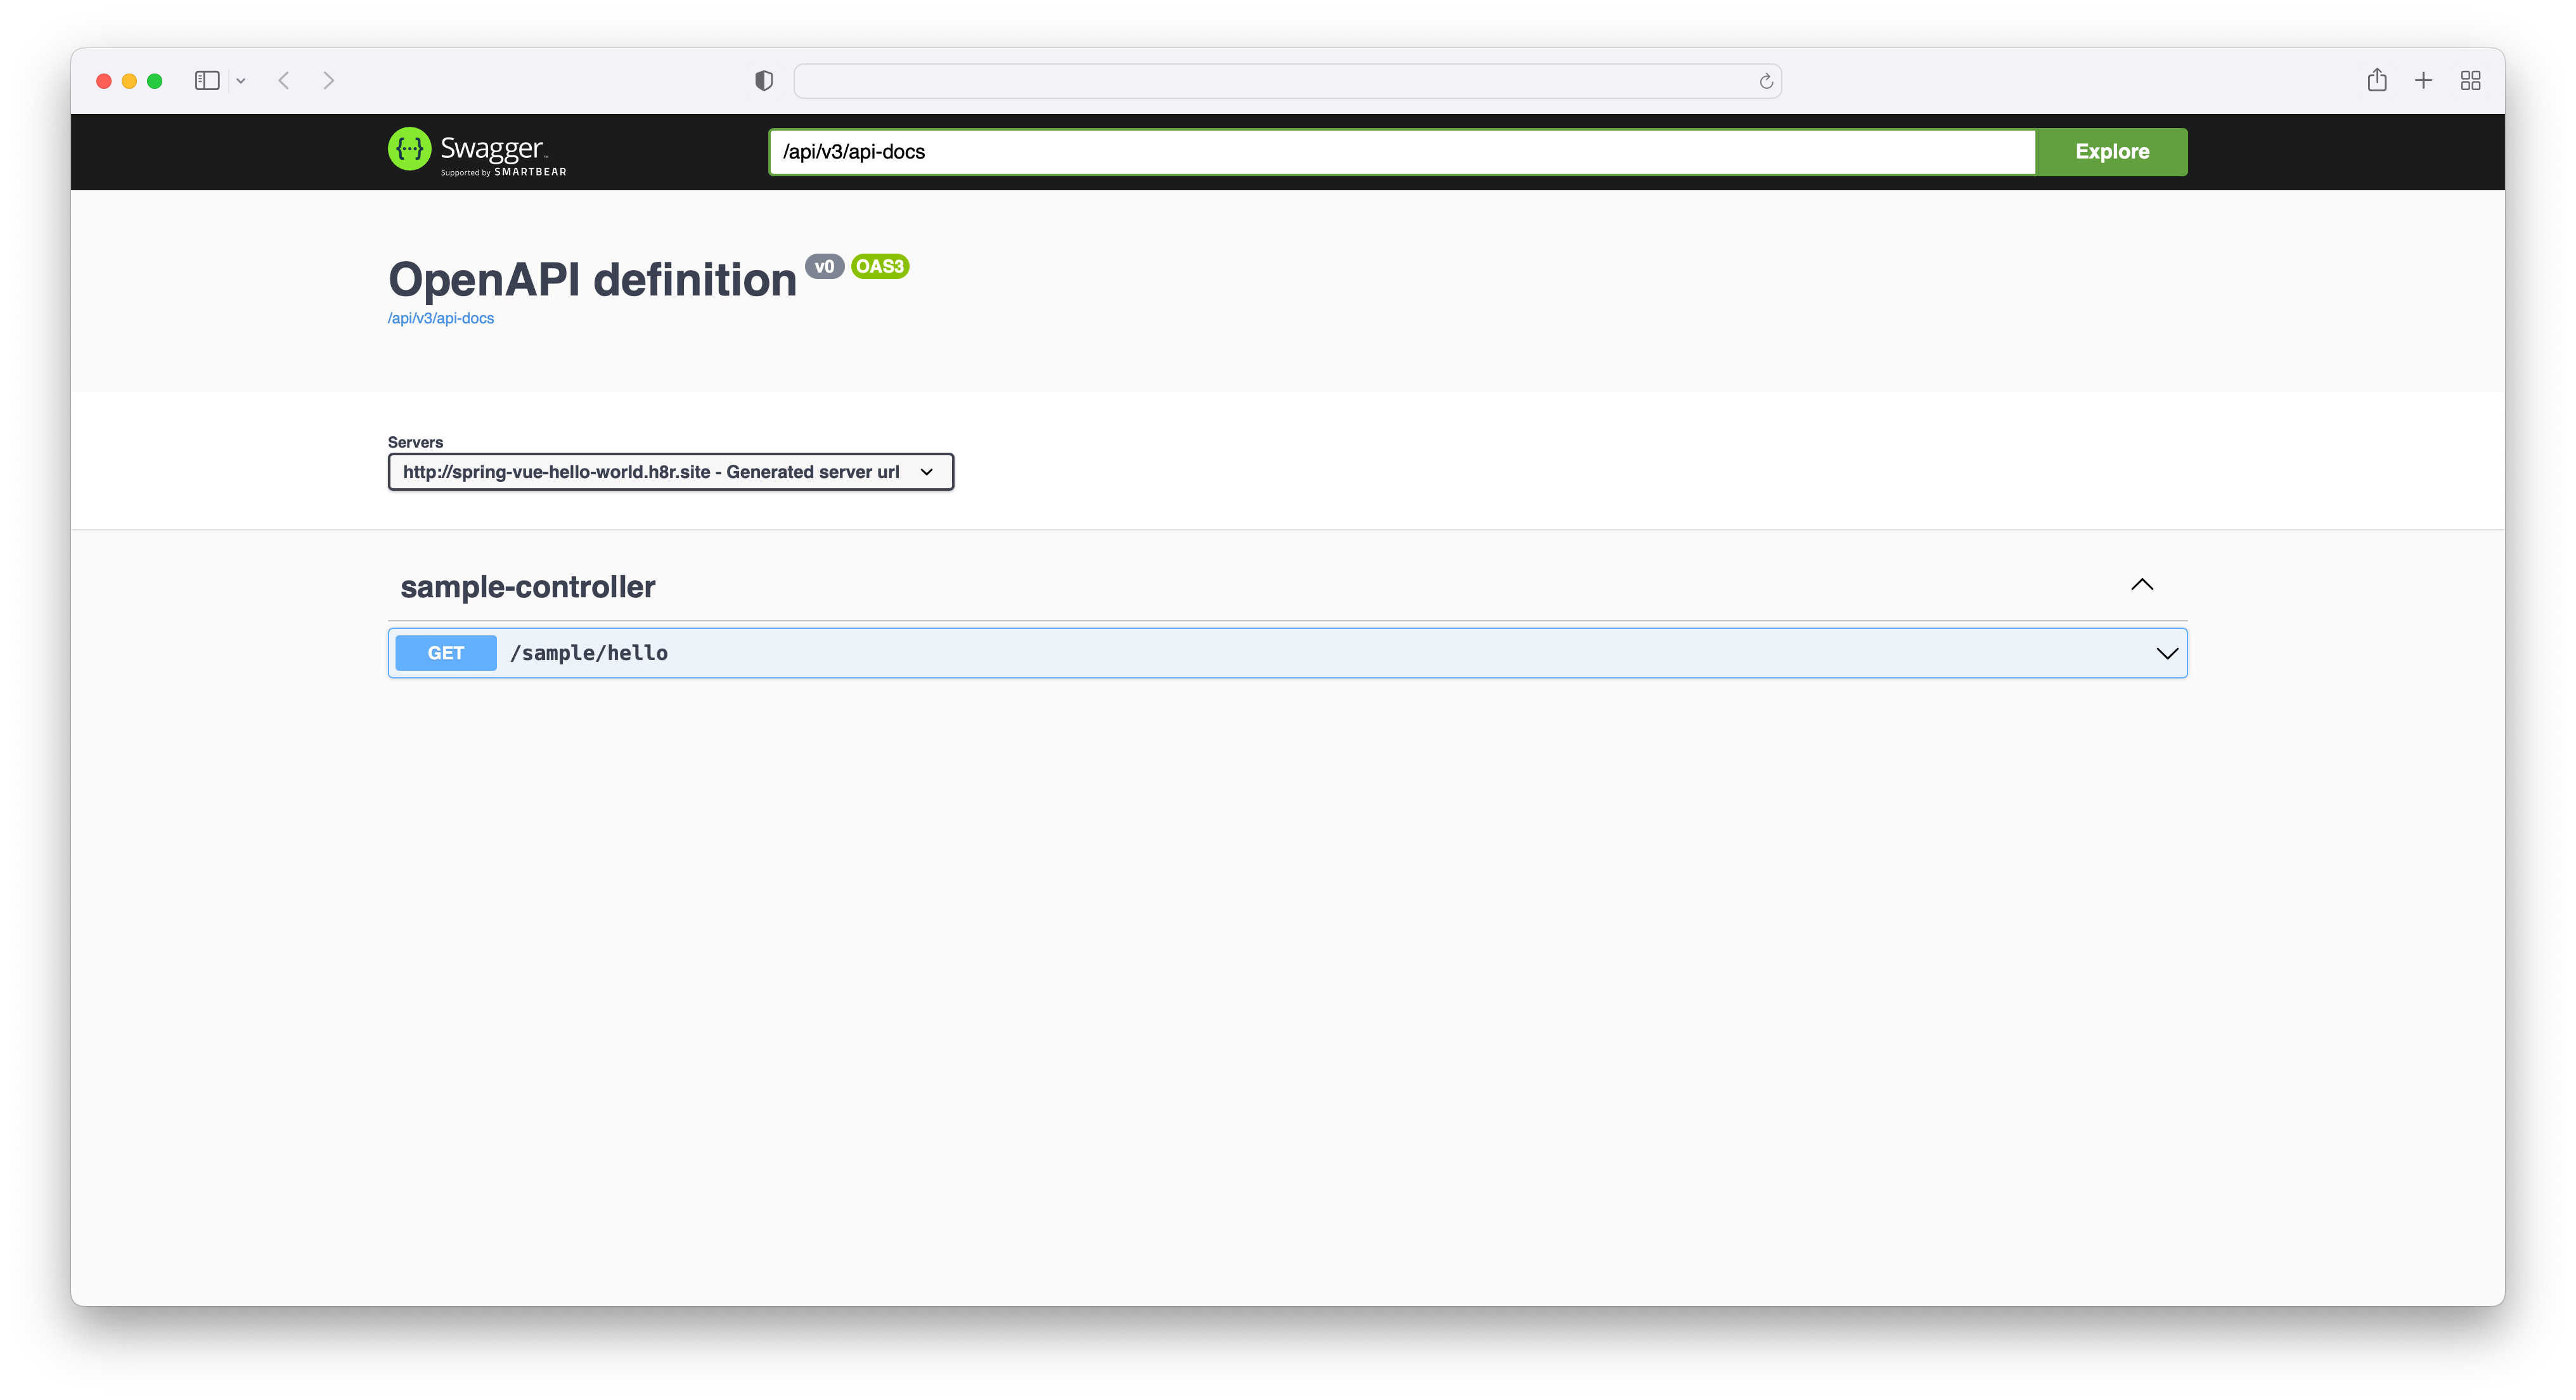 Swagger
Supported by SMARTBEAR
/api/v3/api-docs
Explore
OpenAPI definition v0 OAS3
/api/v3/api-docs
Servers
http://spring-vue-hello-world.h8r.site - Generated server url
sample-controller
GET /sample/hello